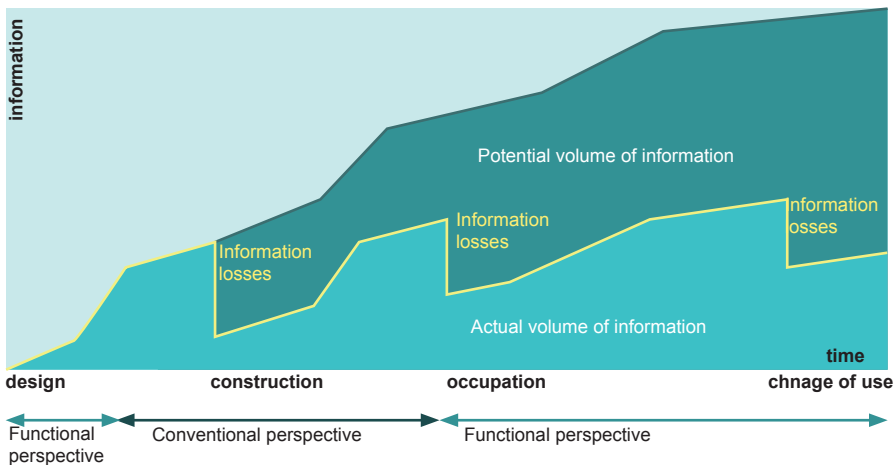 information
Potential volume of information
Information
losses
Information
losses
nformation
osses
Actual volume of information
time
design
construction
occupation
chnage of use
Functional
perspective
Conventional perspective
Functional perspective